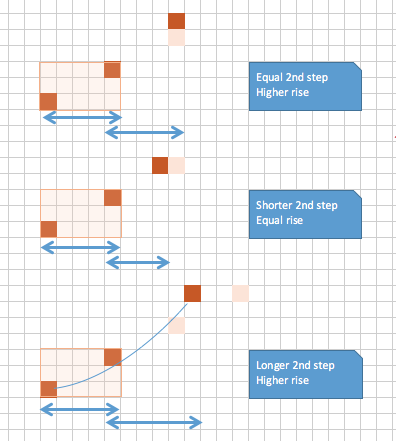 Equal 2nd step
Higher rise
Shorter 2nd step
Equal rise
Longer 2nd step
Higher rise